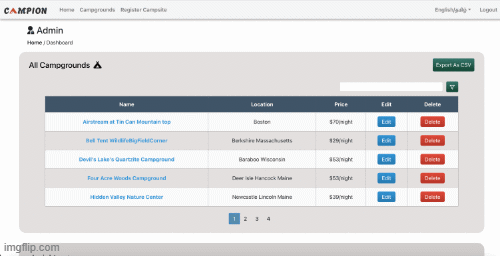 CAMPION Home Campgrounds Register Campsite English/தமிழ் Logout
Admin
Home / Dashboard
All Campgrounds Export As CSV
Name Location Price Edit Delete
Airstream at Tin Can Mountain top Boston $70/night Edit Delete
Bell Tent WildlifeBigFieldCorner Berkshire Massachusetts $29/night Edit Delete
Devil's Lake's Quartzite Campground Baraboo Wisconsin $53/night Edit Delete
Four Acre Woods Campground Deer Isle Hancock Maine $53/night Edit Delete
Hidden Valley Nature Center Newcastle Lincoln Maine $39/night Edit Delete
1 2 3 4
imgflip.com